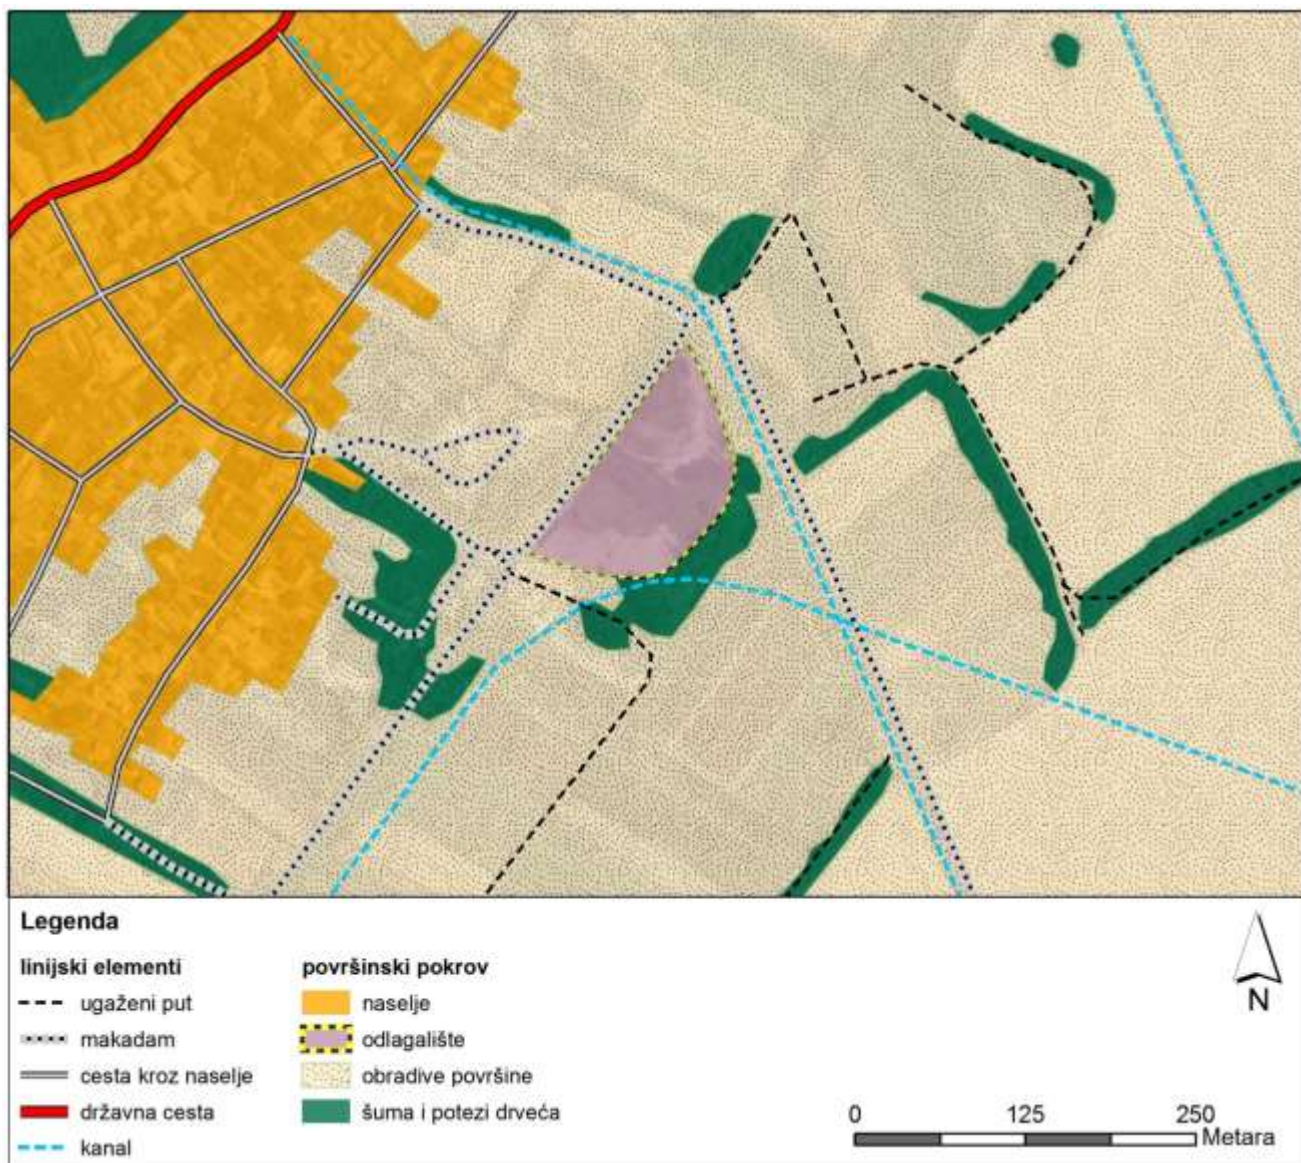 Legenda
linijski elementi
ugaženi put
makadam
cesta kroz naselje
državna cesta
kanal
površinski pokrov
naselje
odlagalište
obradive površine
šuma i potezi drveća
N
0 125 250
Metara